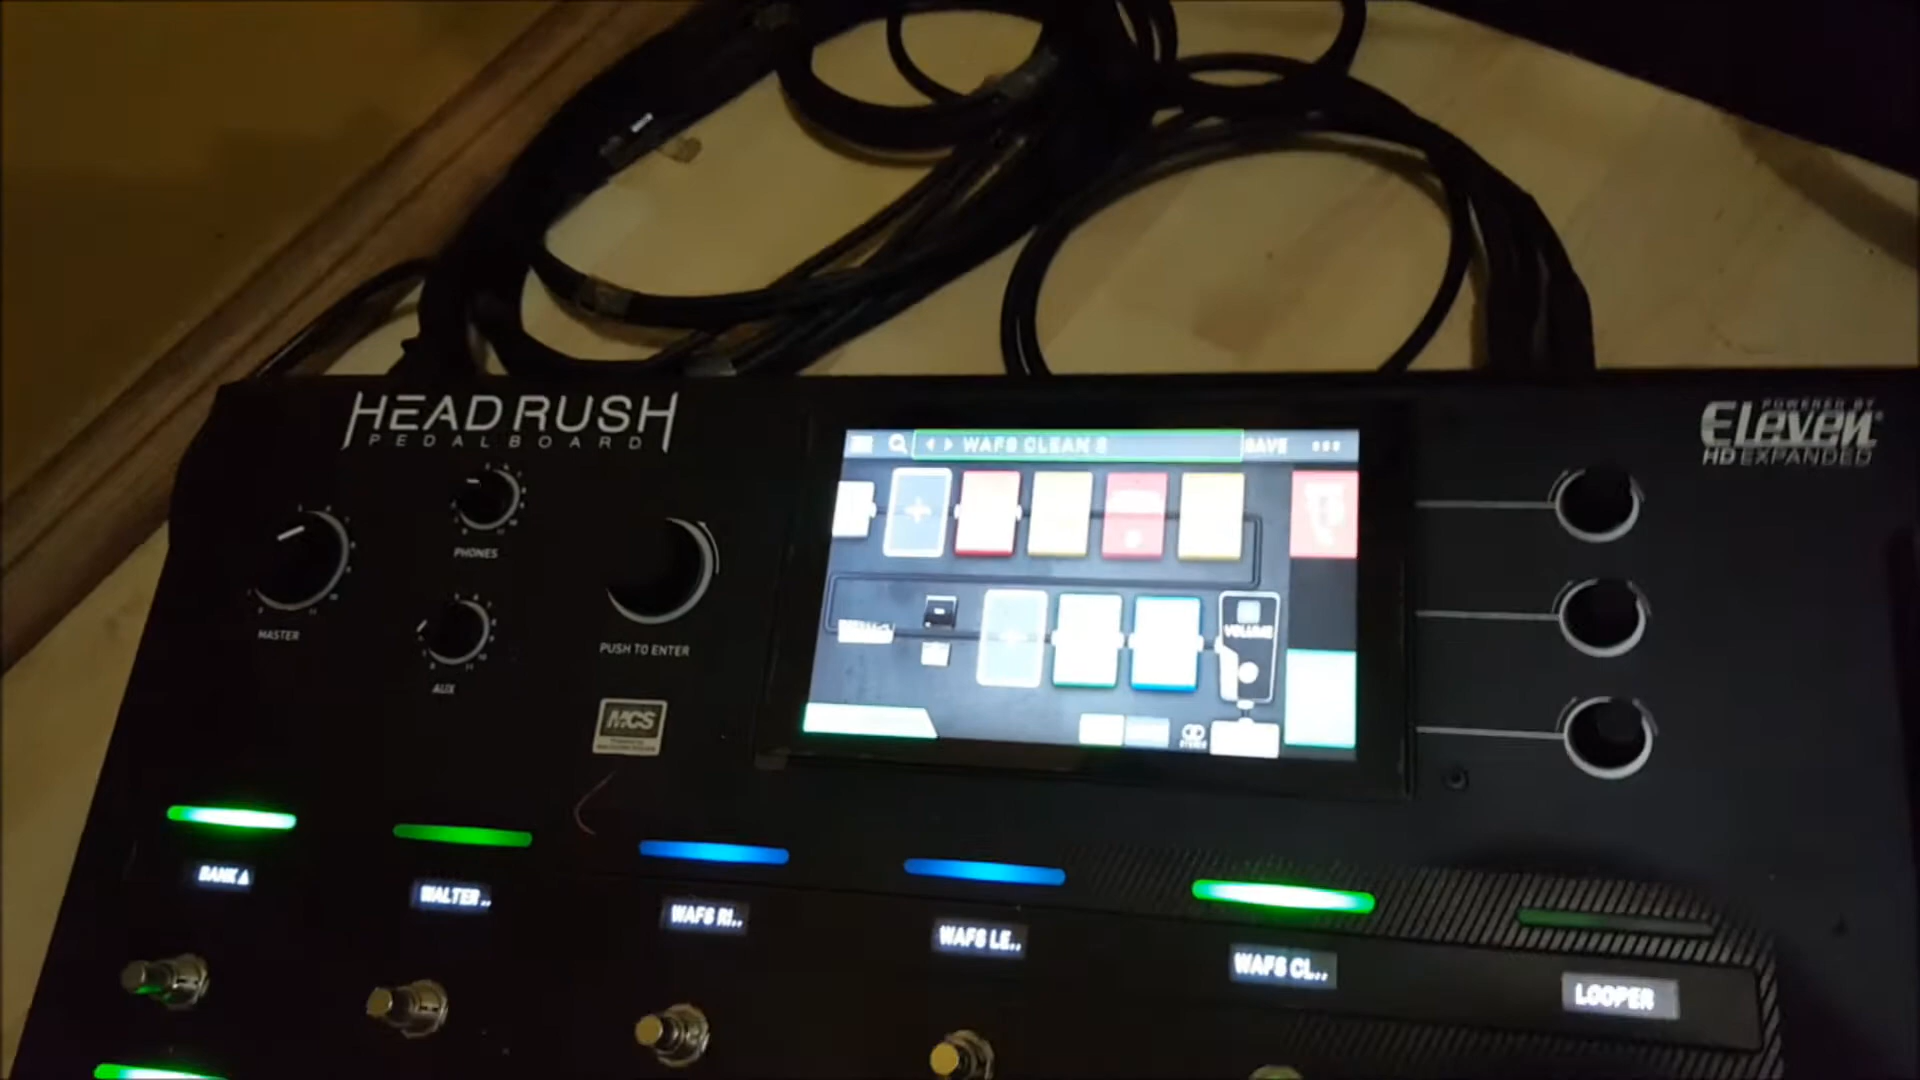 HEADRUSH
PEDALBOARD
POWERED BY
ELEVEN
HD EXPANDED
WAFS CLEAN
SAVE
PHONES
MASTER
AUX
PUSH TO ENTER
MCS
VOLUME
STEREO
BANK
WALTER..
WAFS RI..
WAFS LE..
WAFS CL..
LOOPER